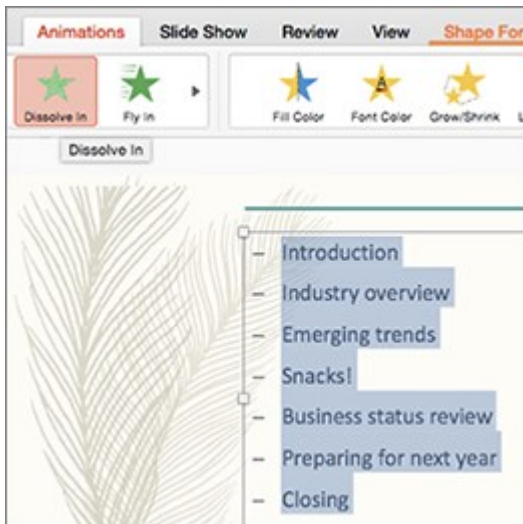 Animations Slide Show Review View Shape For
Dissolve In Fly In Fill Color Font Color Grow/Shrink L
Dissolve In
– Introduction
– Industry overview
– Emerging trends
– Snacks!
– Business status review
– Preparing for next year
– Closing